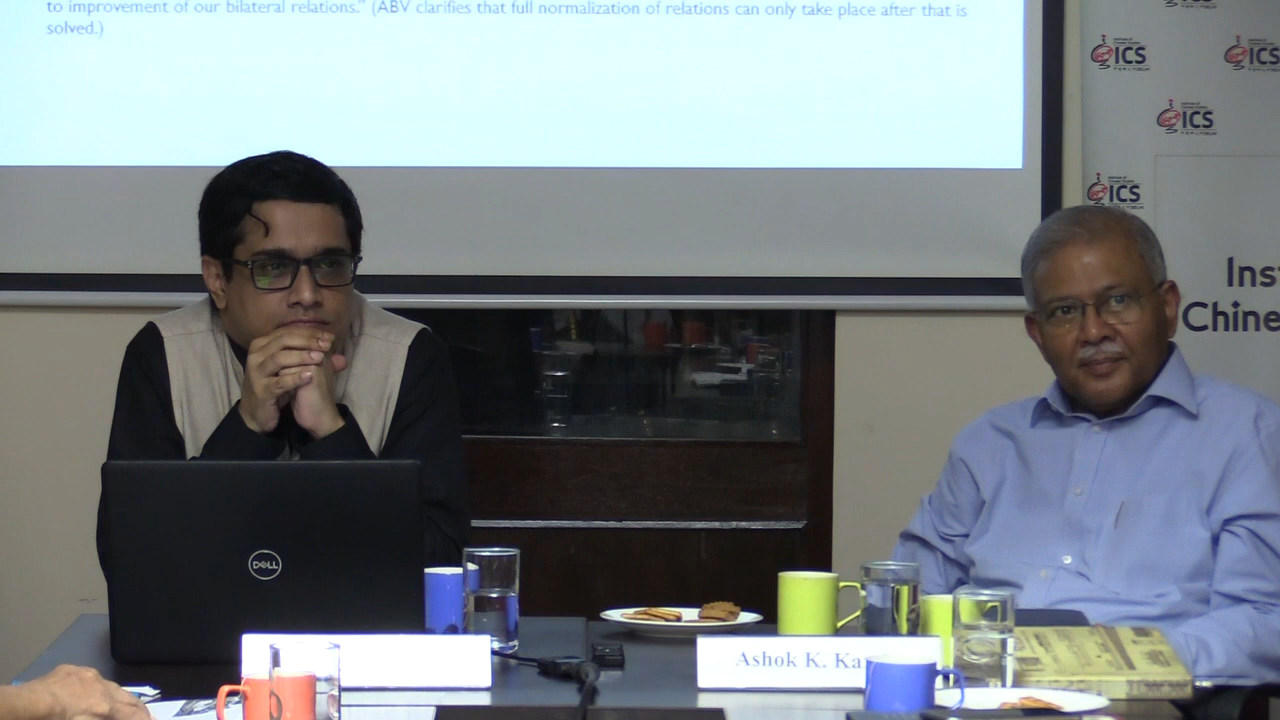 to improvement of our bilateral relations." (ABV clarifies that full normalization of relations can only take place after that is
solved.)
ICS
ICS
ICS
ICS
Ins
Chine
DELL
Ashok K. Ka